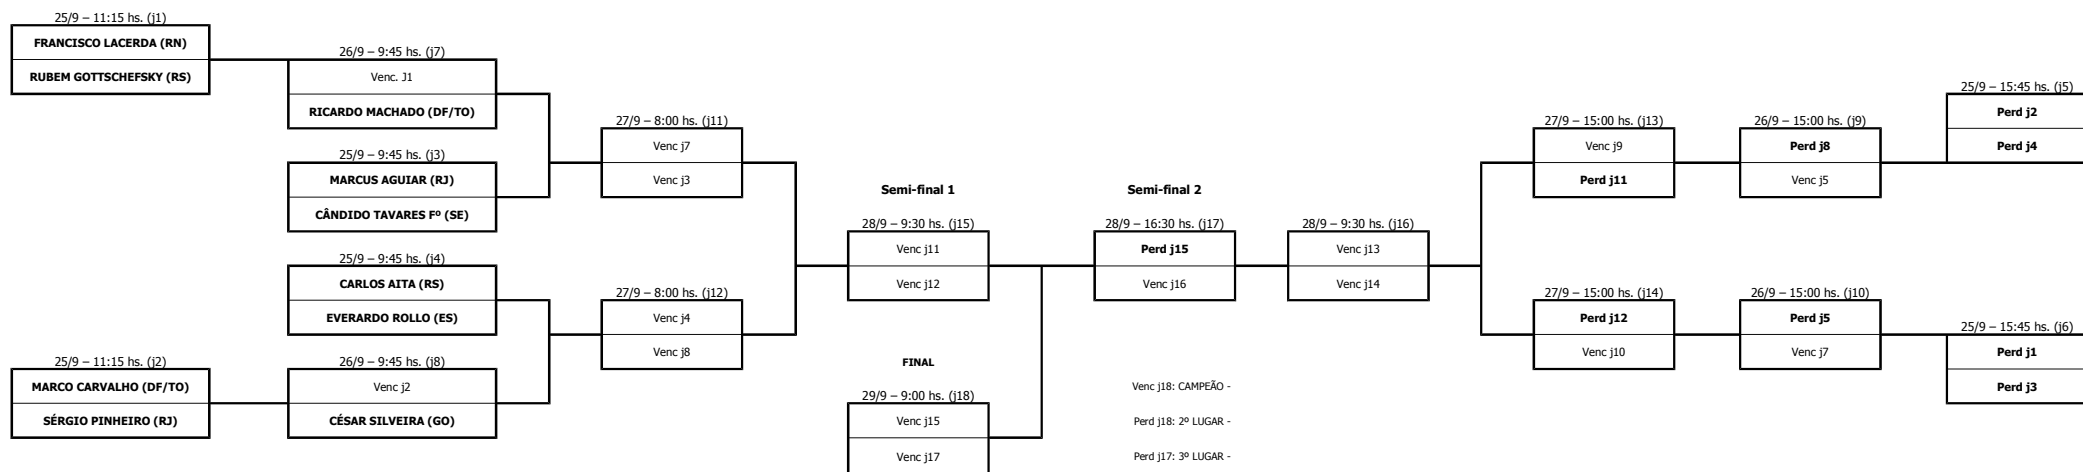 25/9 – 11:15 hs. (j1)
FRANCISCO LACERDA (RN)
RUBEM GOTTSCHEFSKY (RS)
26/9 – 9:45 hs. (j7)
Venc. J1
RICARDO MACHADO (DF/TO)
25/9 – 9:45 hs. (j3)
MARCUS AGUIAR (RJ)
CÂNDIDO TAVARES Fº (SE)
25/9 – 9:45 hs. (j4)
CARLOS AITA (RS)
EVERARDO ROLLO (ES)
25/9 – 11:15 hs. (j2)
MARCO CARVALHO (DF/TO)
SÉRGIO PINHEIRO (RJ)
26/9 – 9:45 hs. (j8)
Venc j2
CÉSAR SILVEIRA (GO)
27/9 – 8:00 hs. (j11)
Venc j7
Venc j3
27/9 – 8:00 hs. (j12)
Venc j4
Venc j8
Semi-final 1
28/9 – 9:30 hs. (j15)
Venc j11
Venc j12
FINAL
29/9 – 9:00 hs. (j18)
Venc j15
Venc j17
Semi-final 2
28/9 – 16:30 hs. (j17)
Perd j15
Venc j16
Venc j18: CAMPEÃO -
Perd j18: 2º LUGAR -
Perd j17: 3º LUGAR -
28/9 – 9:30 hs. (j16)
Venc j13
Venc j14
27/9 – 15:00 hs. (j13)
Venc j9
Perd j11
27/9 – 15:00 hs. (j14)
Perd j12
Venc j10
26/9 – 15:00 hs. (j9)
Perd j8
Venc j5
26/9 – 15:00 hs. (j10)
Perd j5
Venc j7
25/9 – 15:45 hs. (j5)
Perd j2
Perd j4
25/9 – 15:45 hs. (j6)
Perd j1
Perd j3